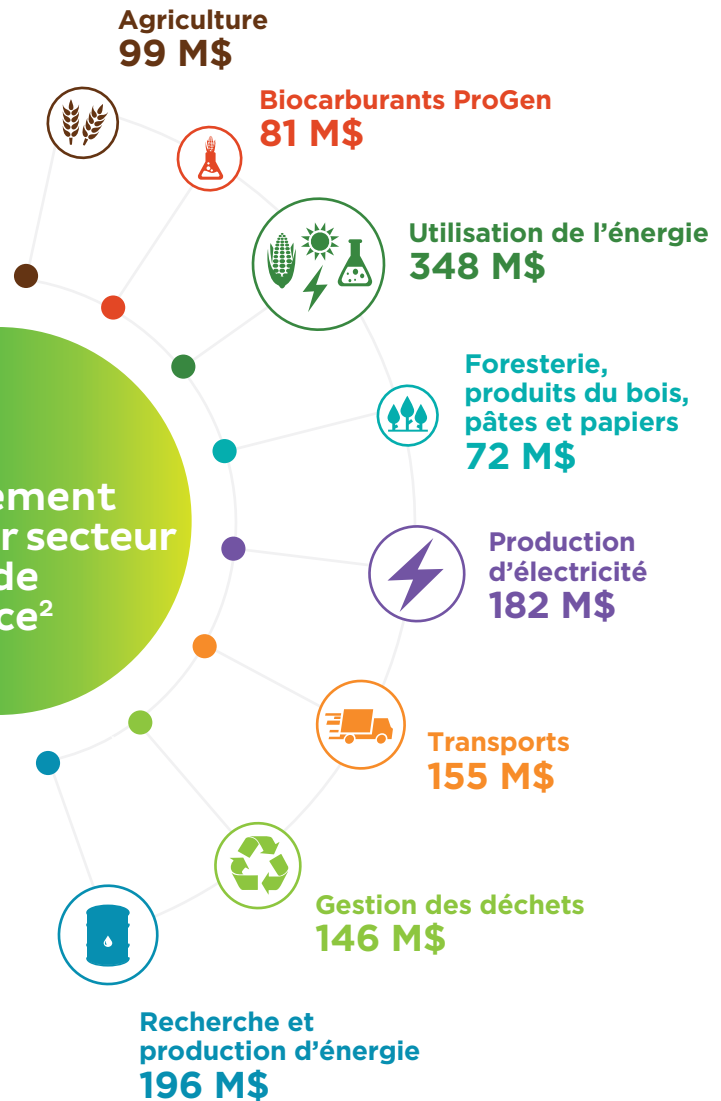 Agriculture
99 M$
Biocarburants ProGen
81 M$
Utilisation de l’énergie
348 M$
Foresterie,
produits du bois,
pâtes et papiers
72 M$
ement
r secteur
de
ce²
Production
d’électricité
182 M$
Transports
155 M$
Gestion des déchets
146 M$
Recherche et
production d’énergie
196 M$